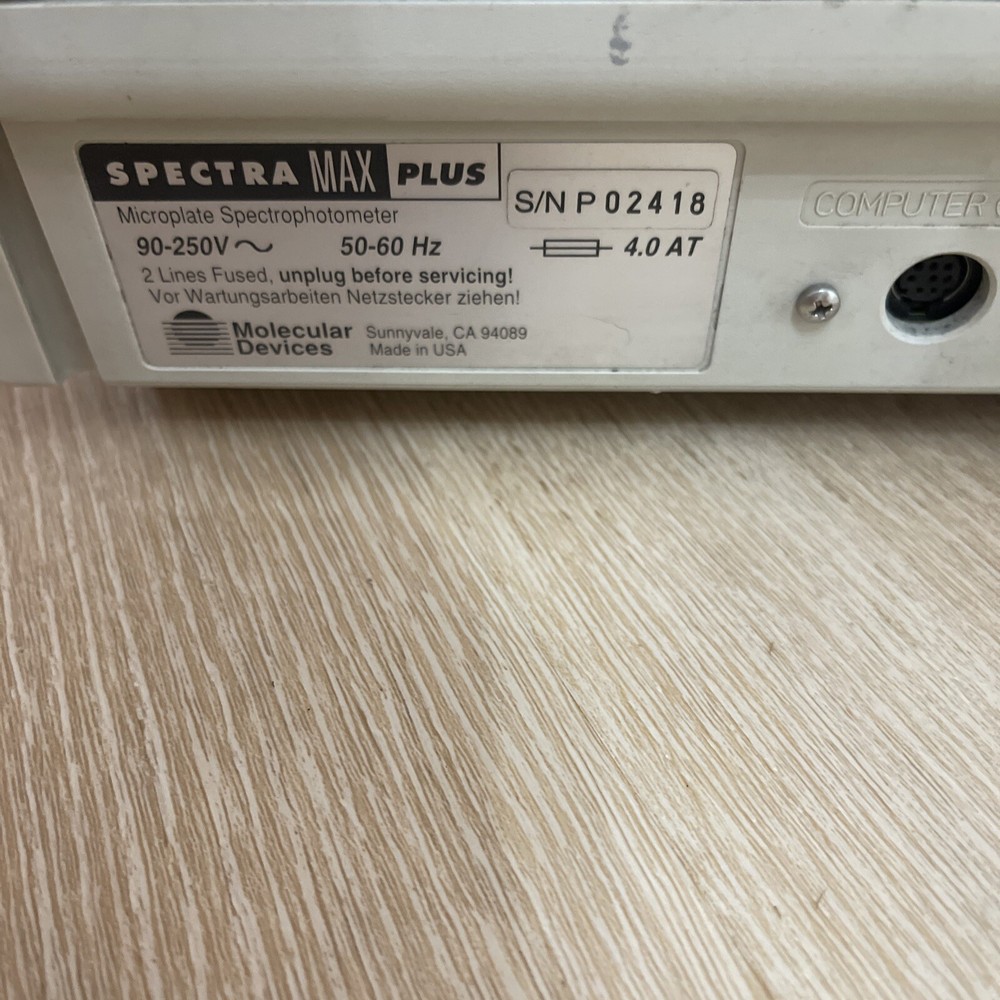 SPECTRA MAX PLUS
S/N P 02418
Microplate Spectrophotometer
90-250V 50-60 Hz 4.0 AT
2 Lines Fused, unplug before servicing!
Vor Wartungsarbeiten Netzstecker ziehen!
Molecular Devices
Sunnyvale, CA 94089
Made in USA
COMPUTER